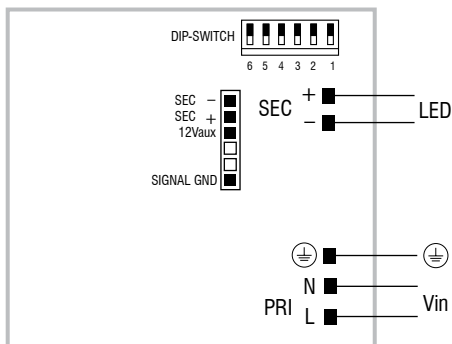 DIP-SWITCH
6 5 4 3 2 1
SEC −
SEC +
12Vaux
SIGNAL GND
SEC
+
−
LED
PRI
N
L
Vin